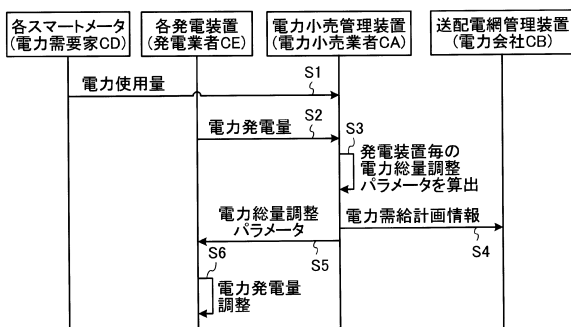 各スマートメータ
(電力需要家CD)
各発電装置
(発電業者CE)
電力小売管理装置
(電力小売業者CA)
送配電網管理装置
(電力会社CB)
電力使用量
S1
電力発電量
S2
S3
発電装置毎の
電力総量調整
パラメータを算出
電力総量調整
パラメータ
S5
電力需給計画情報
S4
S6
電力発電量
調整